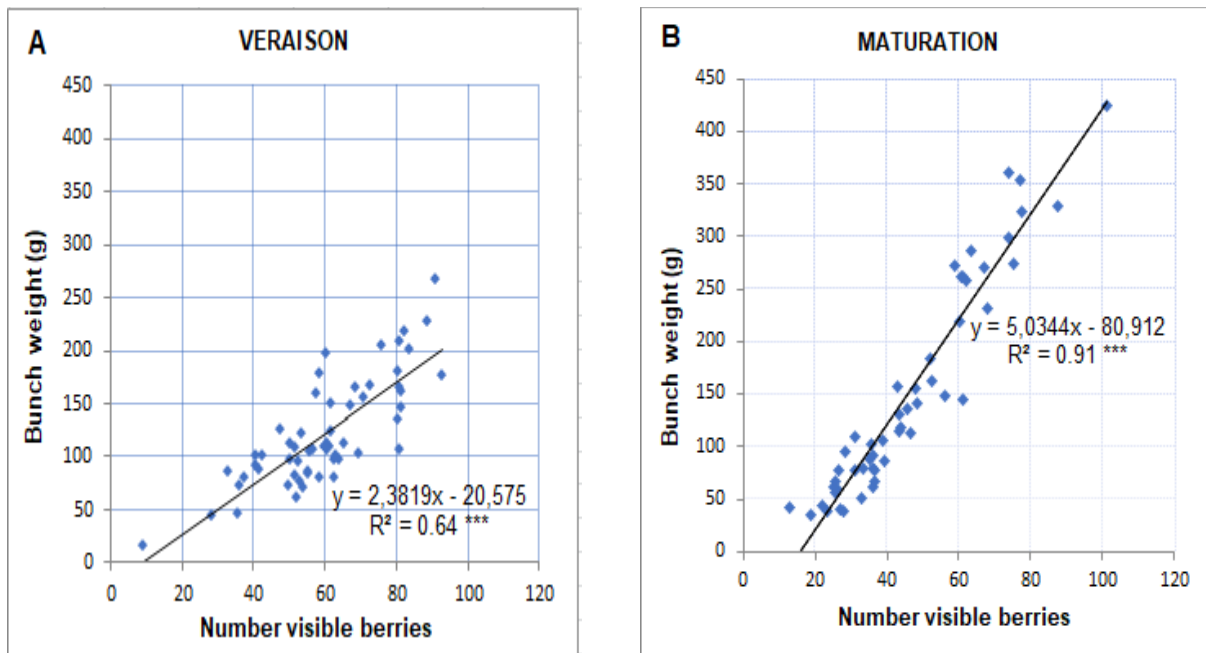 A
VERAISON
Bunch weight (g)
450
400
350
300
250
200
150
100
50
0
y = 2,3819x - 20,575
R² = 0.64 ***
0 20 40 60 80 100 120
Number visible berries
B
MATURATION
Bunch weight (g)
450
400
350
300
250
200
150
100
50
0
y = 5,0344x - 80,912
R² = 0.91 ***
0 20 40 60 80 100 120
Number visible berries